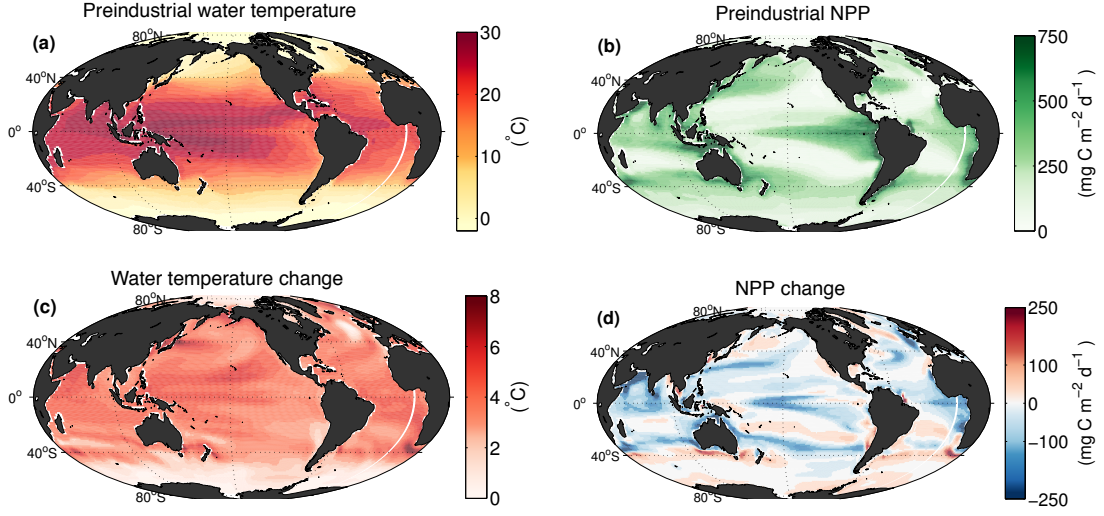 Preindustrial water temperature
(a)
80°N
40°N
0°
40°S
80°S
30
20
10
0
(°C)
Preindustrial NPP
(b)
80°N
40°N
0°
40°S
80°S
750
500
250
0
(mg C m⁻² d⁻¹)
Water temperature change
(c)
80°N
40°N
0°
40°S
80°S
8
6
4
2
0
(°C)
NPP change
(d)
80°N
40°N
0°
40°S
80°S
250
100
0
−100
−250
(mg C m⁻² d⁻¹)